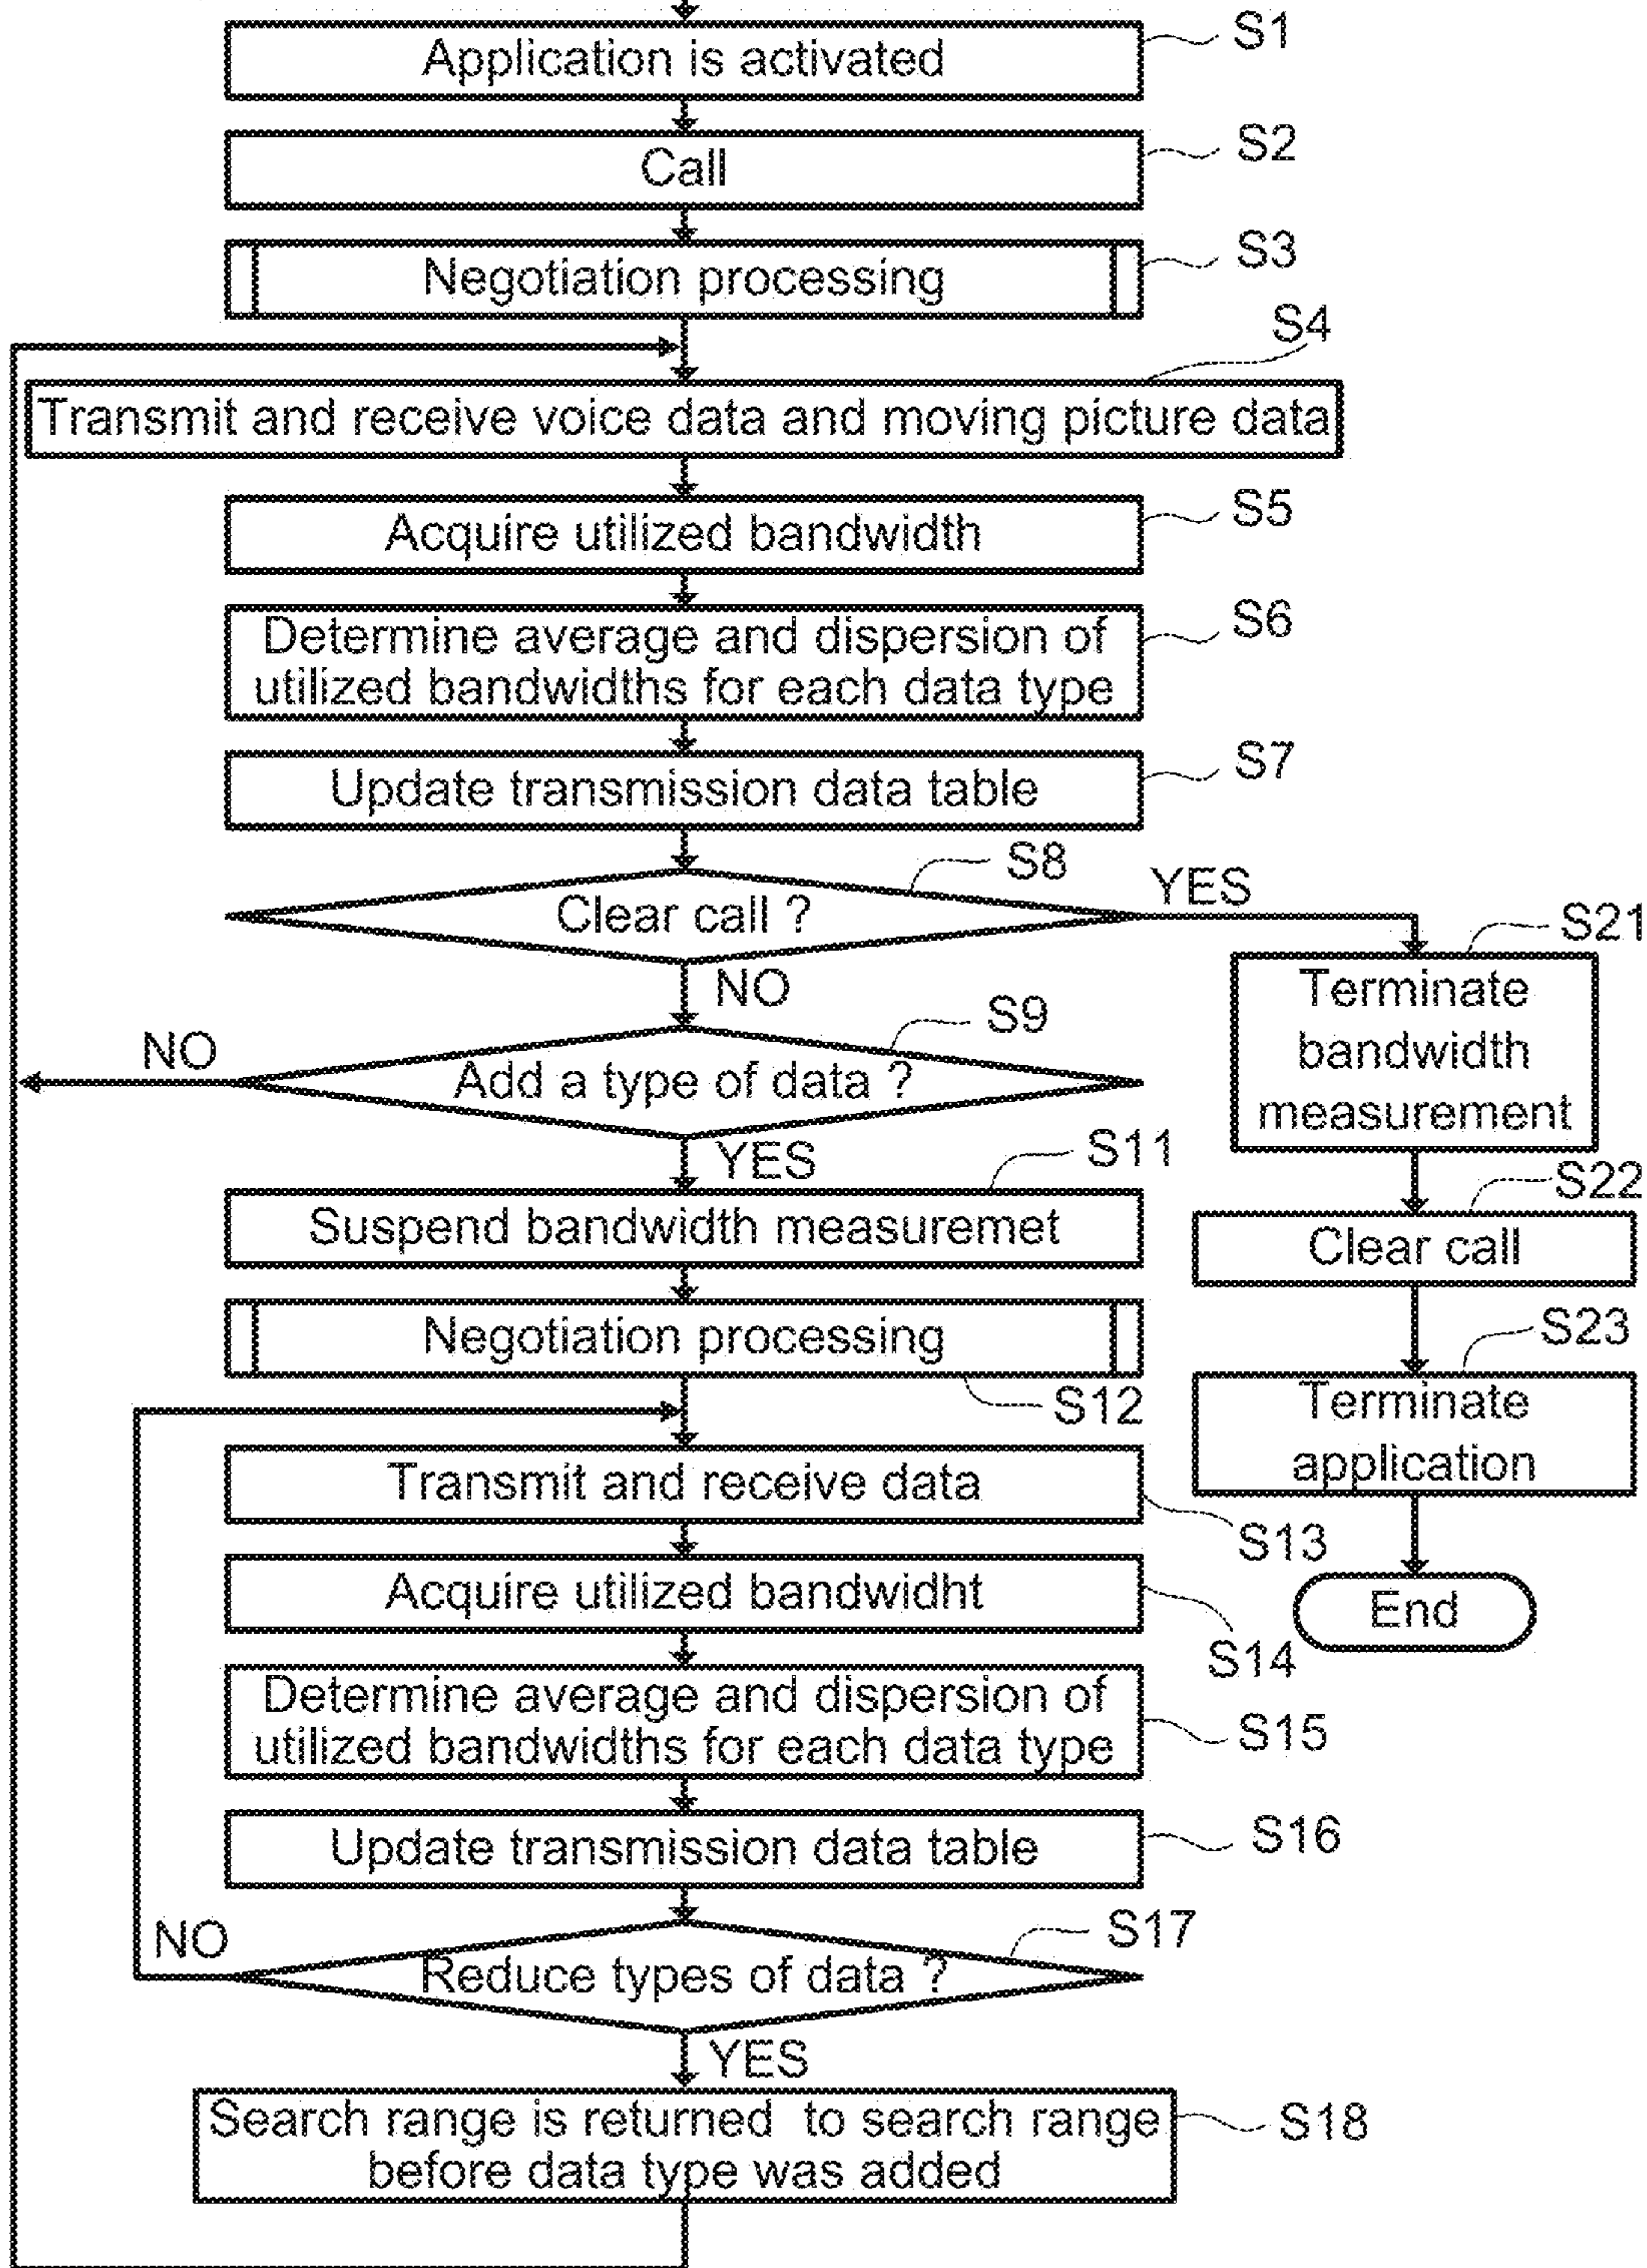 Application is activated
S1
Call
S2
Negotiation processing
S3
S4
Transmit and receive voice data and moving picture data
Acquire utilized bandwidth
S5
Determine average and dispersion of
utilized bandwidths for each data type
S6
Update transmission data table
S7
S8
Clear call ?
YES
NO
S9
Add a type of data ?
NO
YES
S11
Suspend bandwidth measuremet
Negotiation processing
S12
Transmit and receive data
S13
Acquire utilized bandwidht
S14
Determine average and dispersion of
utilized bandwidths for each data type
S15
Update transmission data table
S16
S17
Reduce types of data ?
NO
YES
Search range is returned to search range
before data type was added
S18
S21
Terminate
bandwidth
measurement
S22
Clear call
S23
Terminate
application
End